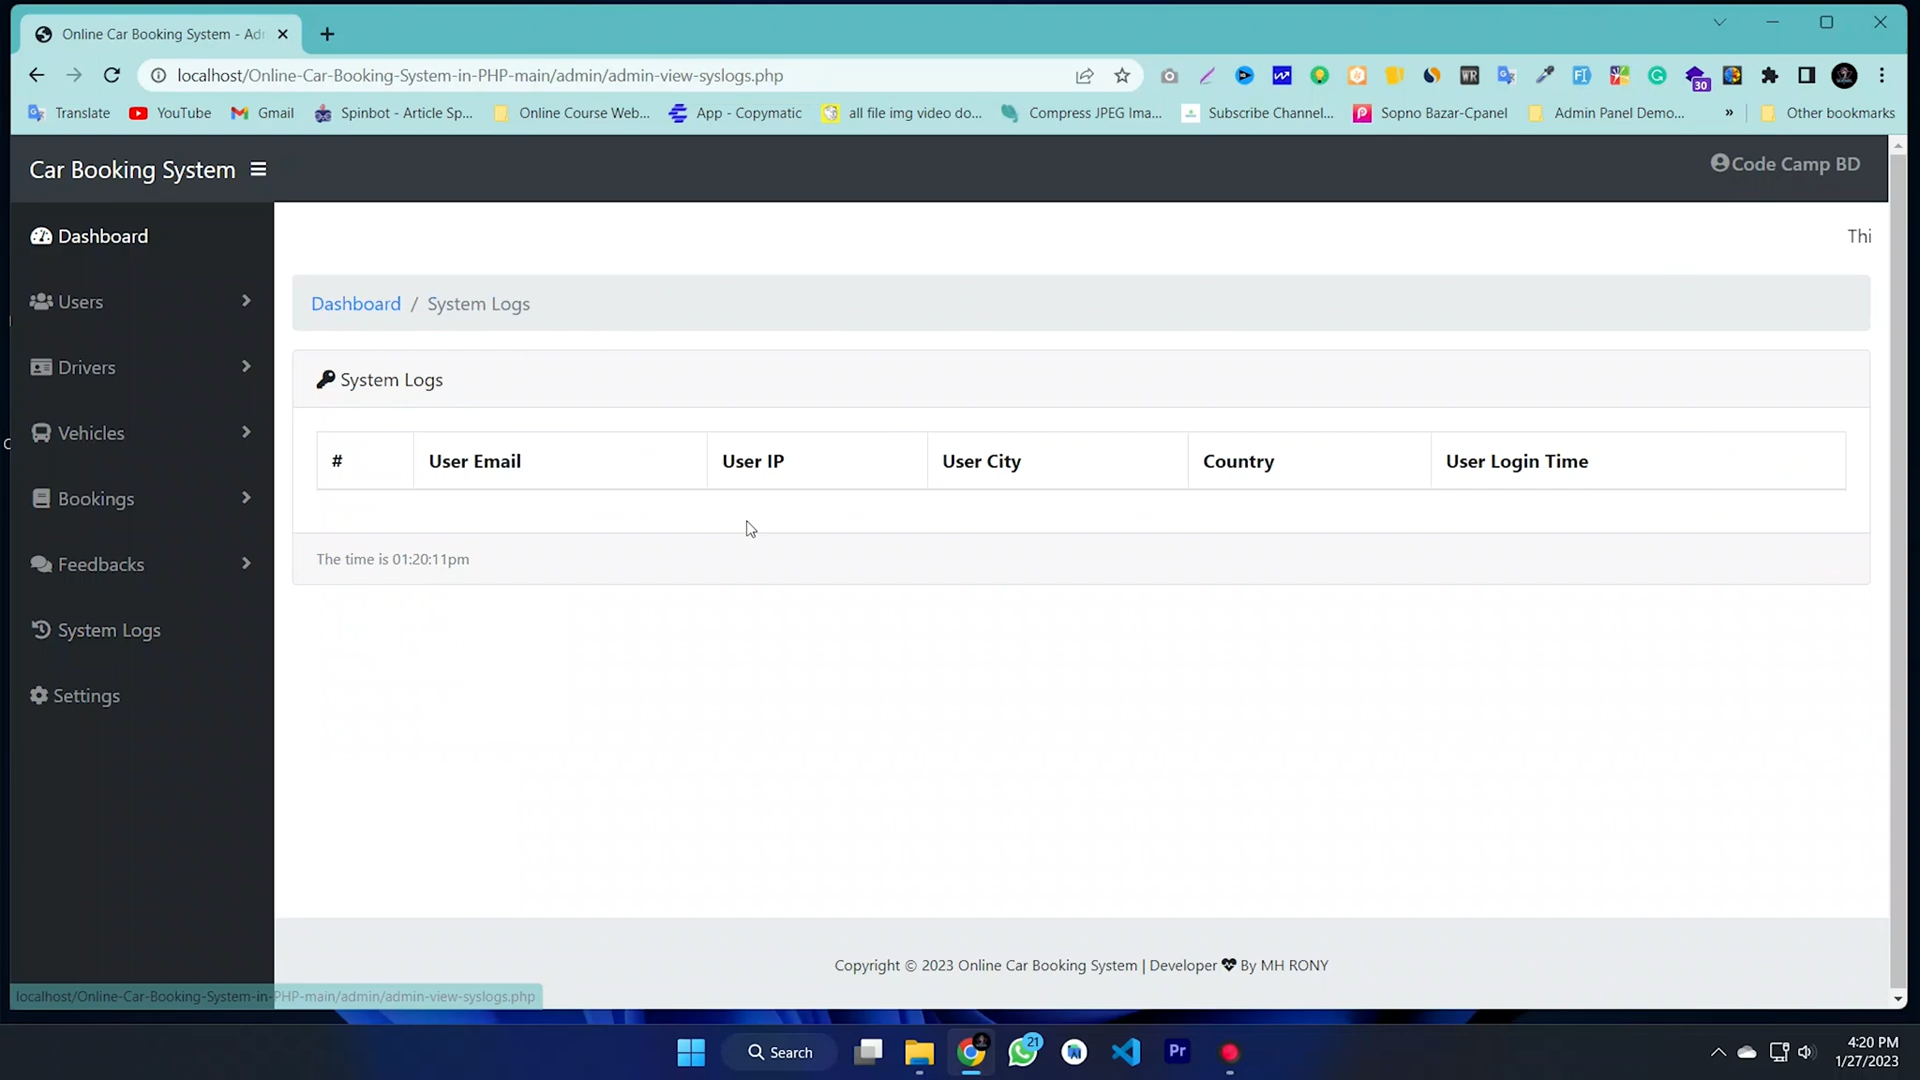 Online Car Booking System - Ad
localhost/Online-Car-Booking-System-in-PHP-main/admin/admin-view-syslogs.php
WR
30
Translate
YouTube
Gmail
Spinbot - Article Sp...
Online Course Web...
App - Copymatic
all file img video do...
Compress JPEG Ima...
Subscribe Channel...
Sopno Bazar-Cpanel
Admin Panel Demo...
»
Other bookmarks
Car Booking System
Code Camp BD
Dashboard
Thi
Users
Dashboard / System Logs
Drivers
System Logs
Vehicles
# User Email User IP User City Country User Login Time
Bookings
Feedbacks
The time is 01:20:11pm
System Logs
Settings
Copyright © 2023 Online Car Booking System | Developer By MH RONY
localhost/Online-Car-Booking-System-in-PHP-main/admin/admin-view-syslogs.php
Search
21
Pr
4:20 PM
1/27/2023